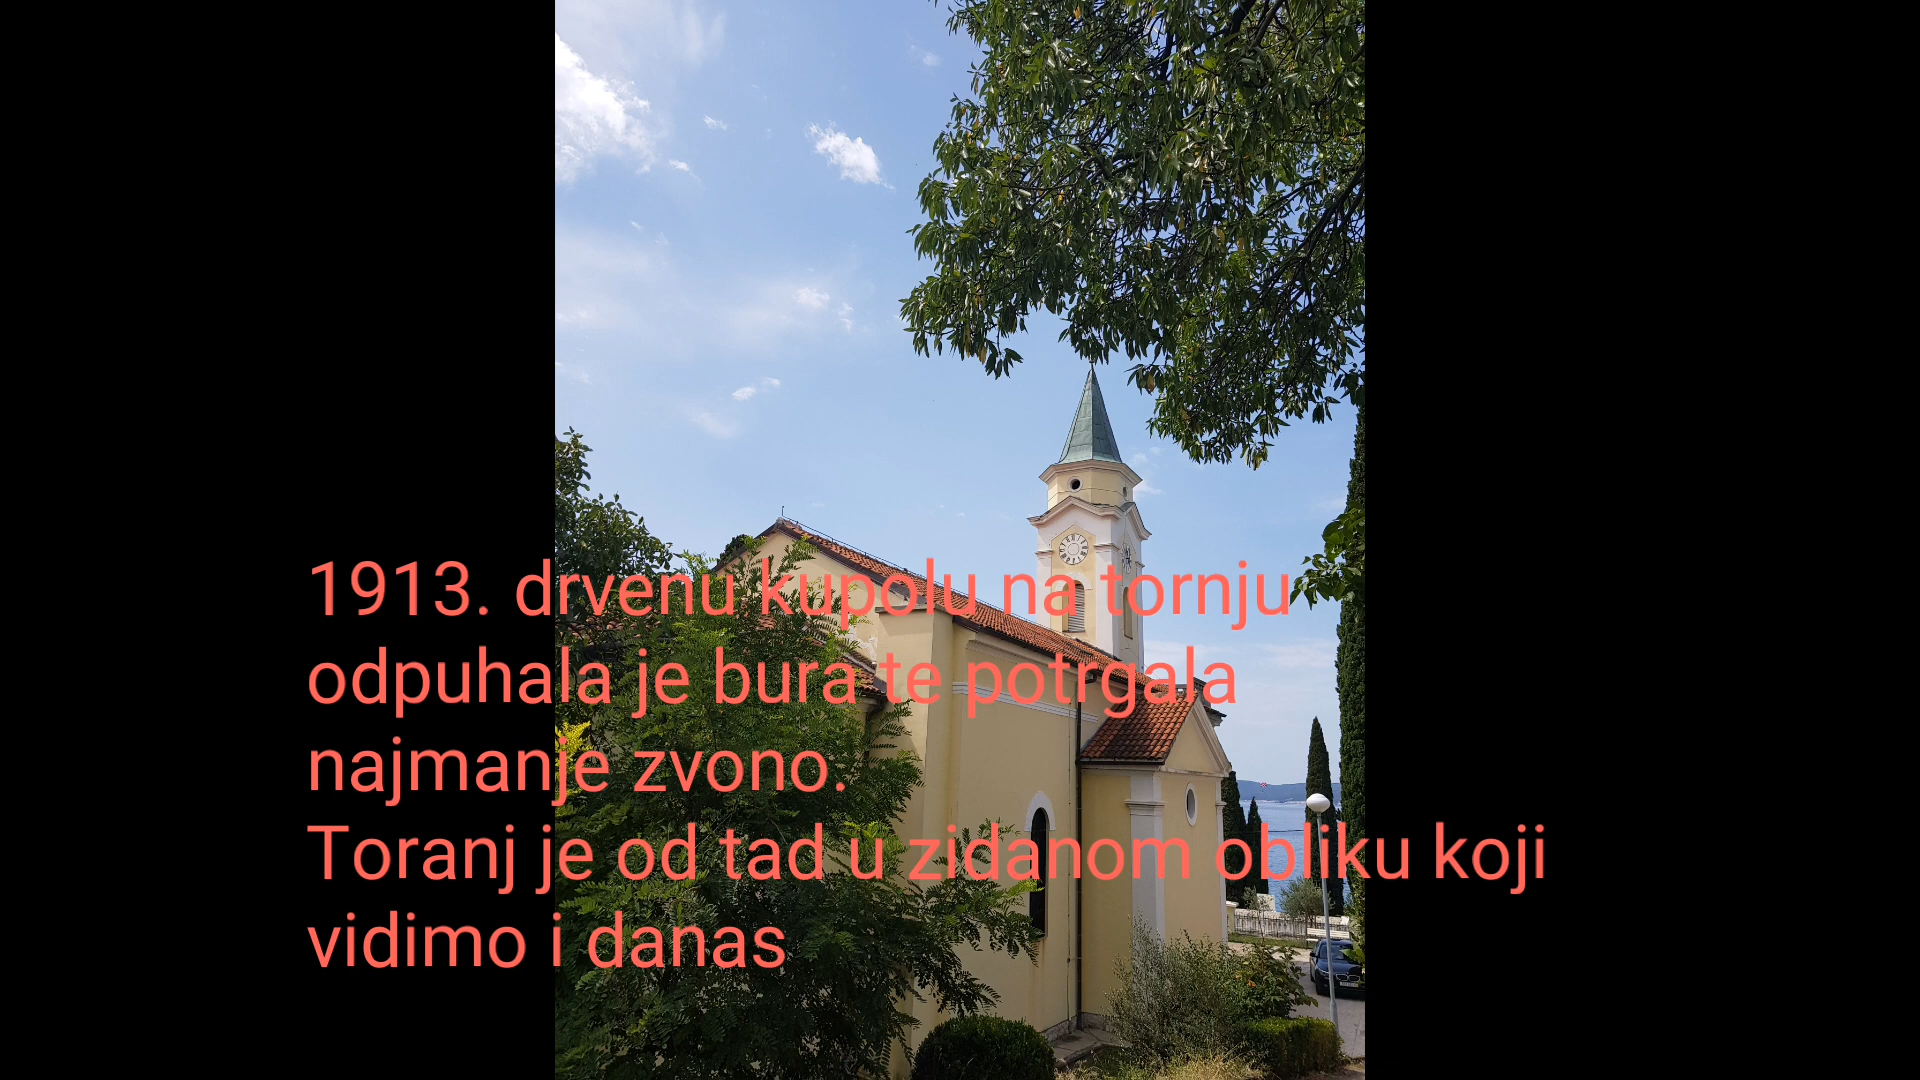 1913. drvenu kupolu na tornju
odpuhala je bura te potrgala
najmanje zvono.
Toranj je od tad u zidanom obliku koji
vidimo i danas